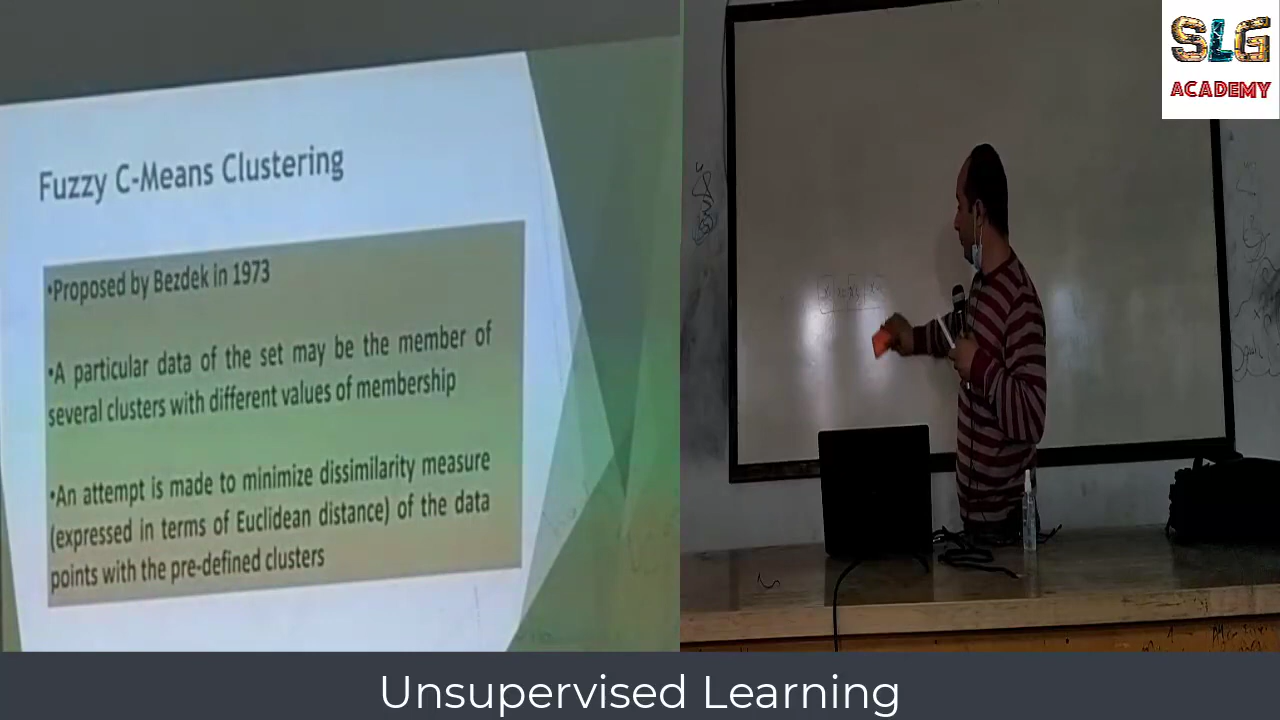 Fuzzy C-Means Clustering
•Proposed by Bezdek in 1973
•A particular data of the set may be the member of
several clusters with different values of membership
•An attempt is made to minimize dissimilarity measure
(expressed in terms of Euclidean distance) of the data
points with the pre-defined clusters
SLG
ACADEMY
Unsupervised Learning